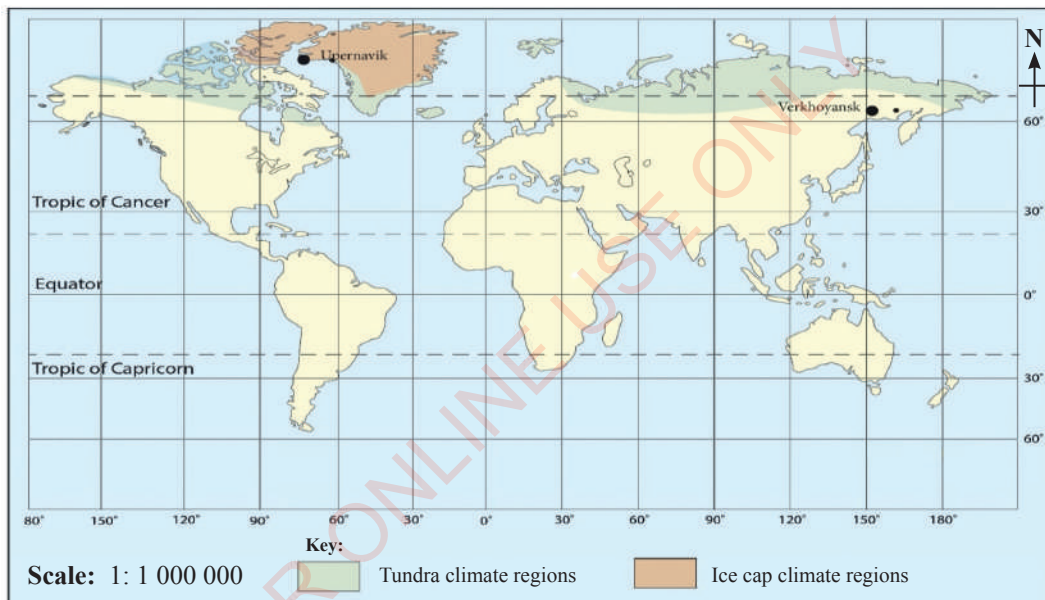 Upernavik
N
Verkhoyansk
60°
Tropic of Cancer
30°
Equator
0°
Tropic of Capricorn
30°
60°
80° 150° 120° 90° 60° 30° 0° 30° 60° 90° 120° 150° 180°
Key:
Scale: 1: 1 000 000
Tundra climate regions
Ice cap climate regions
R ONLINE USE ONLY